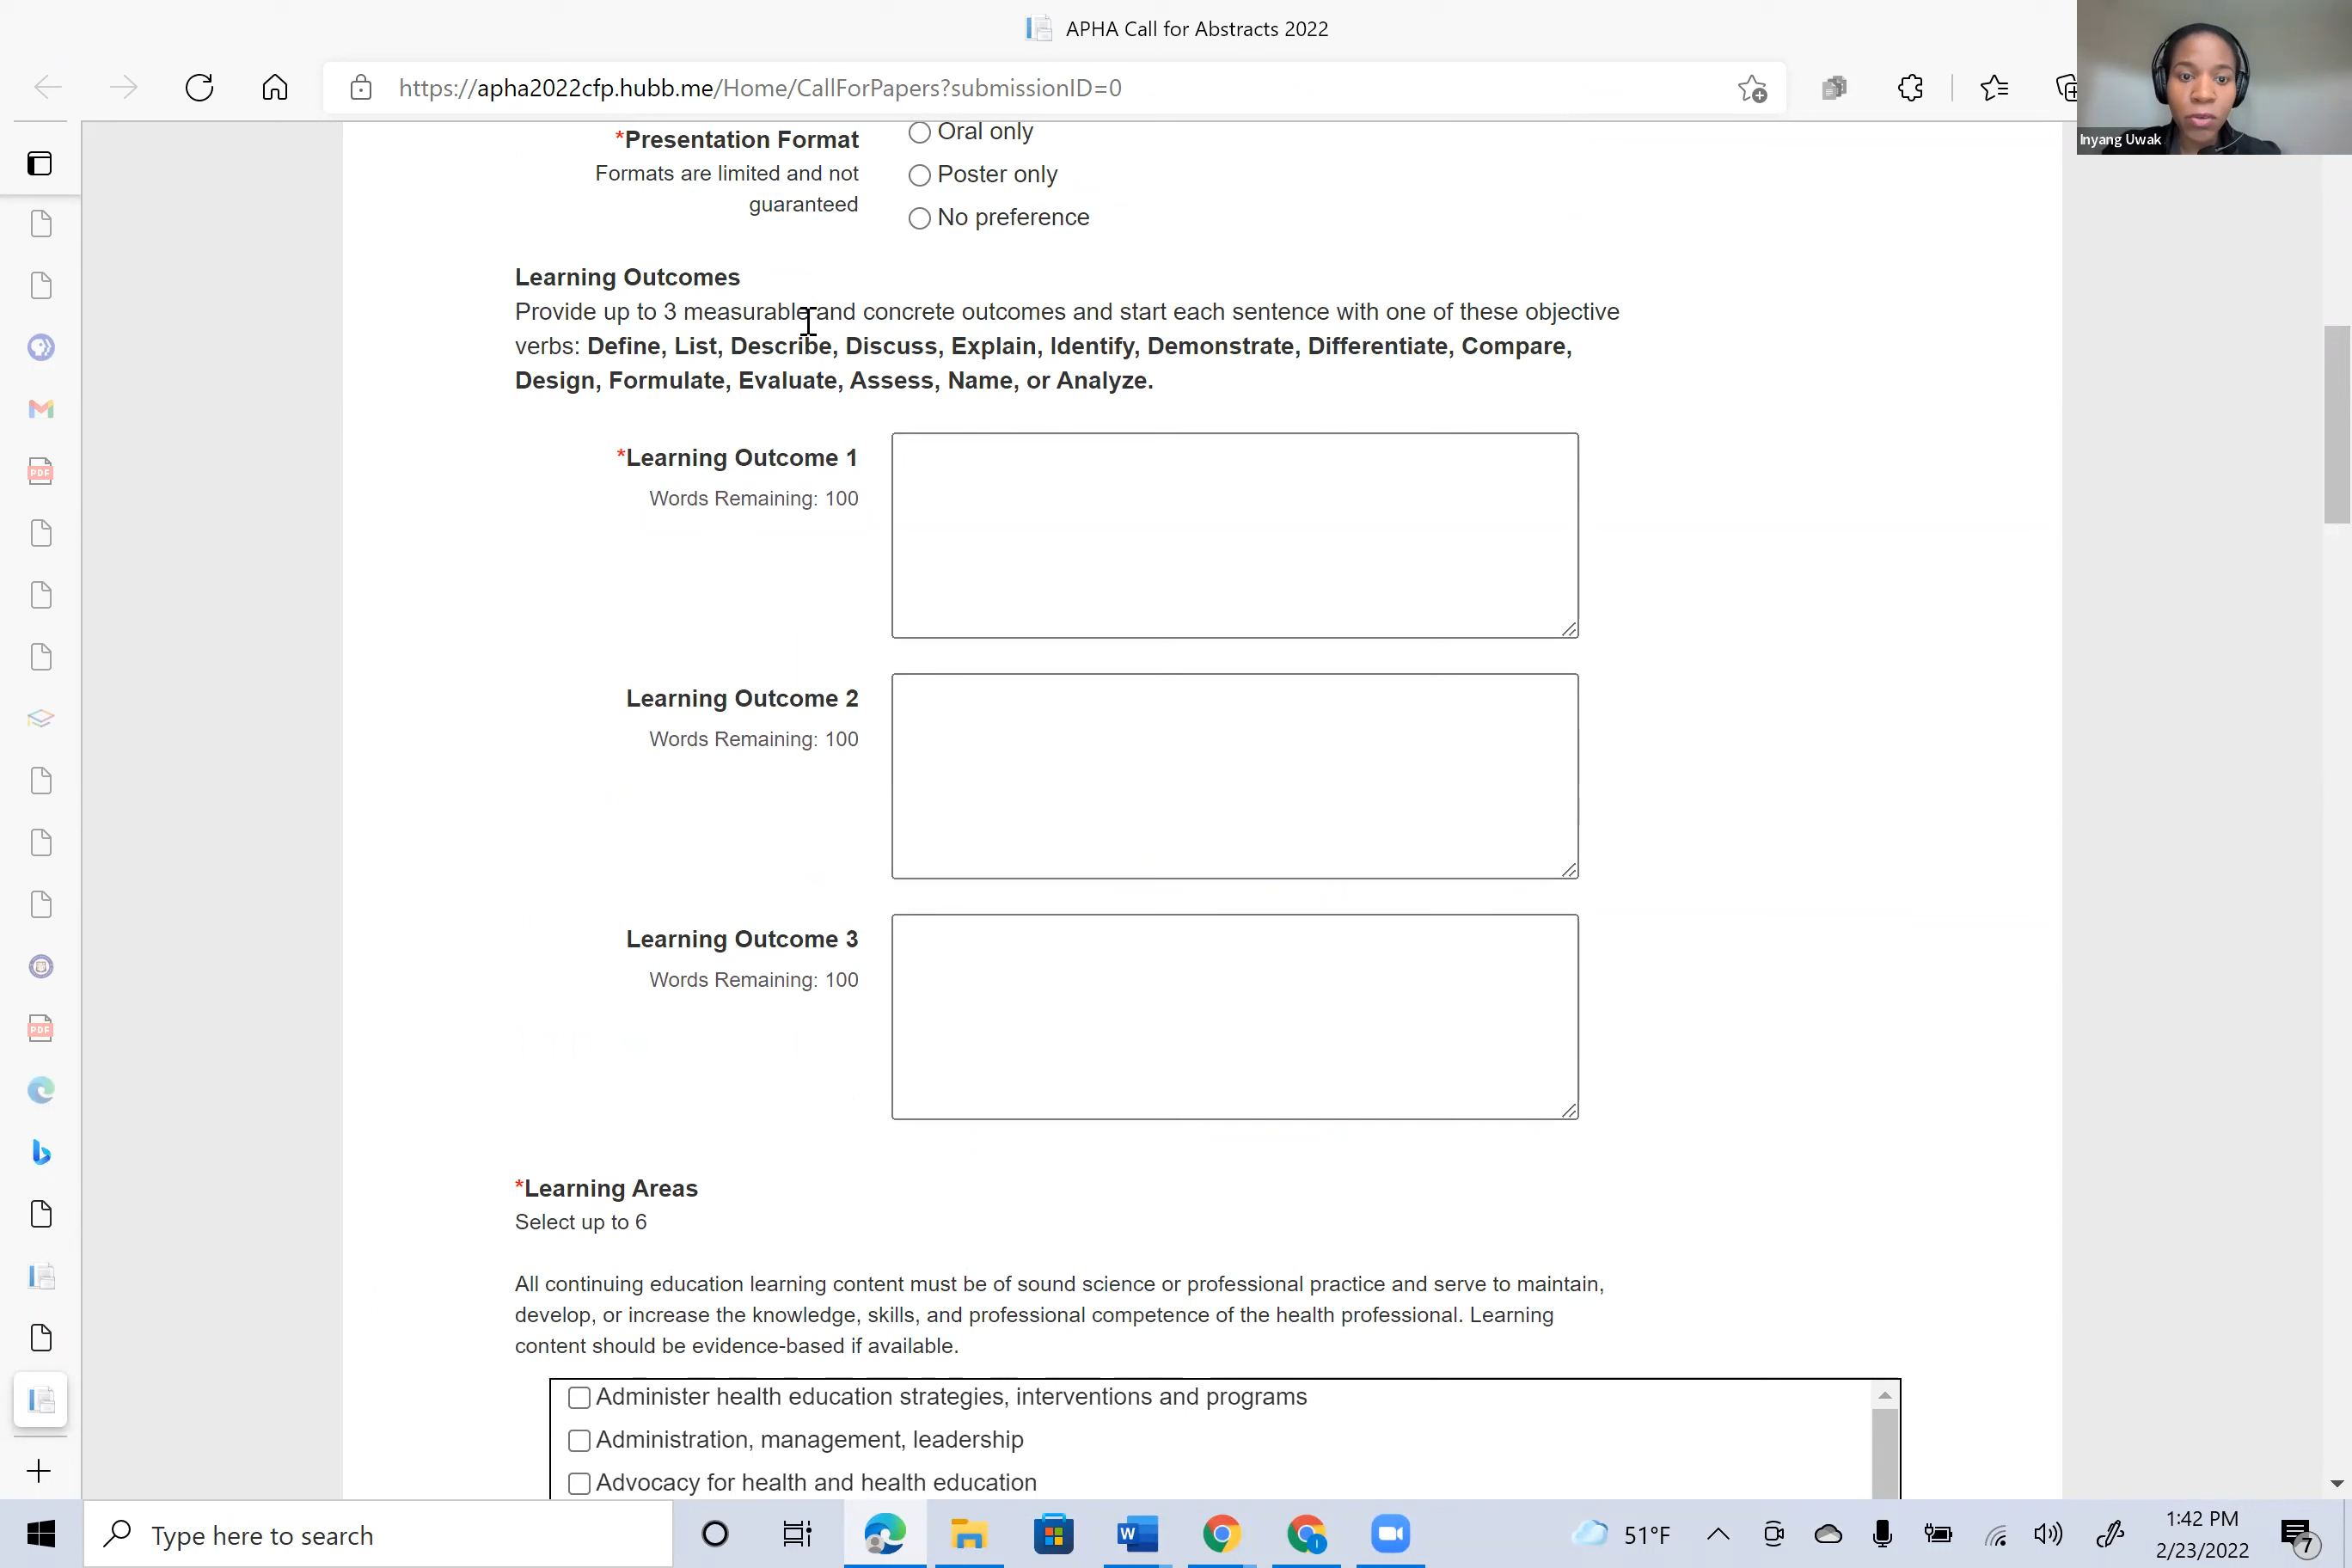 APHA Call for Abstracts 2022
https://apha2022cfp.hubb.me/Home/CallForPapers?submissionID=0
Inyang Uwak
*Presentation Format
Formats are limited and not
guaranteed
Oral only
Poster only
No preference
Learning Outcomes
Provide up to 3 measurable and concrete outcomes and start each sentence with one of these objective
verbs: Define, List, Describe, Discuss, Explain, Identify, Demonstrate, Differentiate, Compare,
Design, Formulate, Evaluate, Assess, Name, or Analyze.
*Learning Outcome 1
Words Remaining: 100
Learning Outcome 2
Words Remaining: 100
Learning Outcome 3
Words Remaining: 100
*Learning Areas
Select up to 6
All continuing education learning content must be of sound science or professional practice and serve to maintain,
develop, or increase the knowledge, skills, and professional competence of the health professional. Learning
content should be evidence-based if available.
Administer health education strategies, interventions and programs
Administration, management, leadership
Advocacy for health and health education
PDF
PDF
Type here to search
W
51°F
1:42 PM
2/23/2022
7